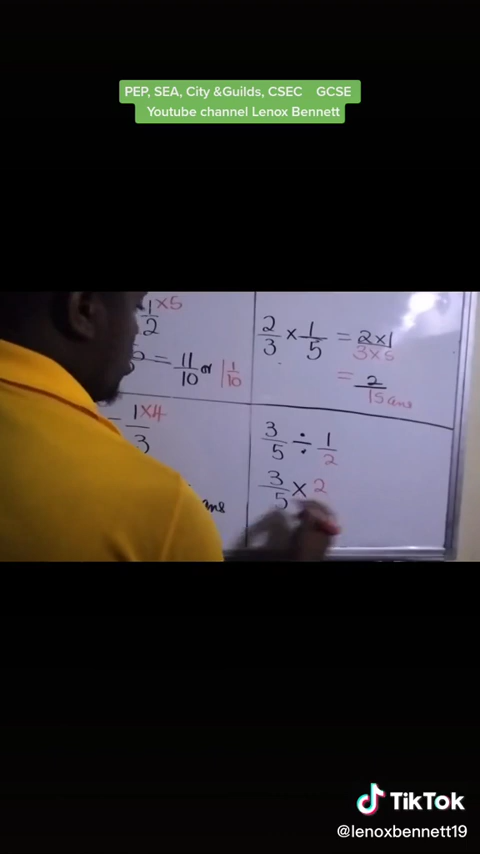 PEP, SEA, City &Guilds, CSEC GCSE
Youtube channel Lenox Bennett
1/2 ×5
= 11/10 or 1 1/10
2/3 × 1/5 = 2×1/3×5
= 2/15 ans
- 1×4/3
ans
3/5 ÷ 1/2
3/5 × 2
TikTok
@lenoxbennett19